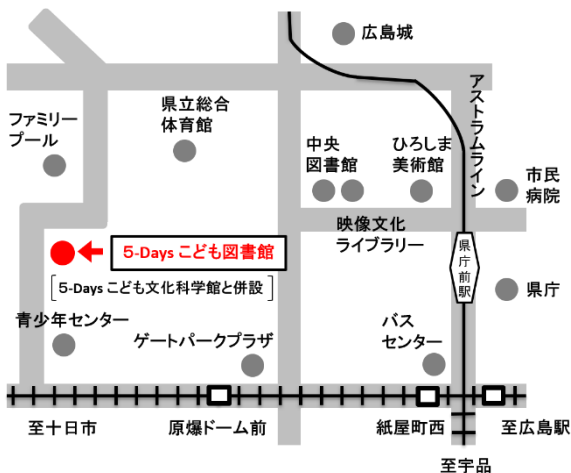 広島城
アストラムライン
ファミリー
プール
県立総合
体育館
中央
図書館
ひろしま
美術館
市民
病院
映像文化
ライブラリー
県庁前駅
5-Days こども図書館
5-Days こども文化科学館と併設
県庁
青少年センター
ゲートパークプラザ
バス
センター
至十日市
原爆ドーム前
紙屋町西
至広島駅
至宇品